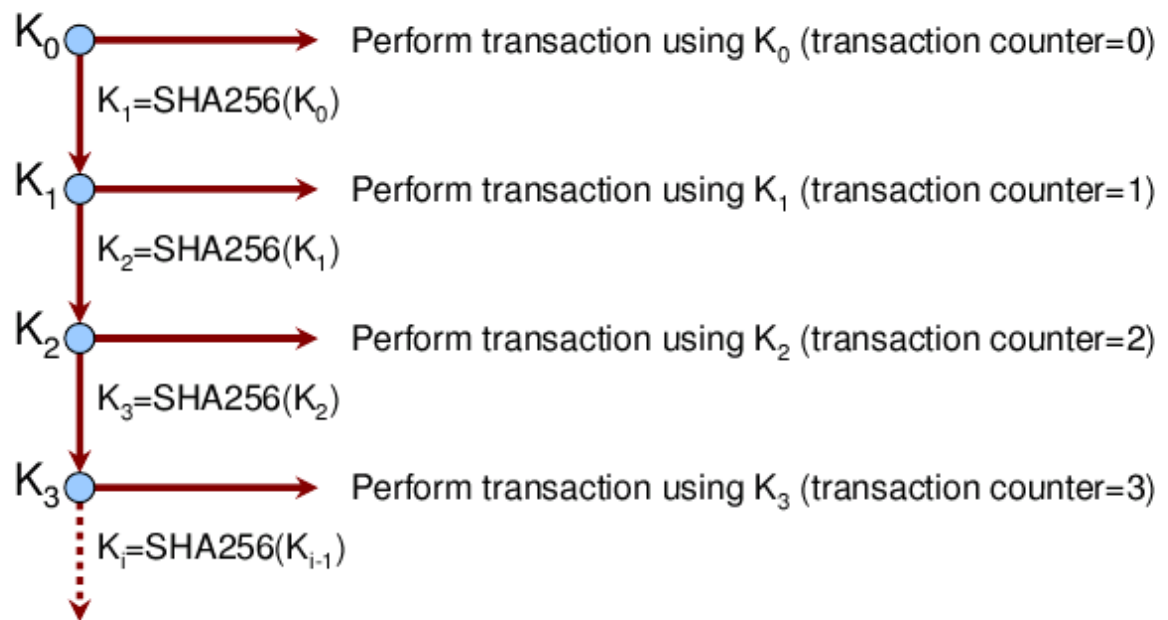 K₀ Perform transaction using K₀ (transaction counter=0)
K₁=SHA256(K₀)
K₁ Perform transaction using K₁ (transaction counter=1)
K₂=SHA256(K₁)
K₂ Perform transaction using K₂ (transaction counter=2)
K₃=SHA256(K₂)
K₃ Perform transaction using K₃ (transaction counter=3)
Kᵢ=SHA256(Kᵢ₋₁)